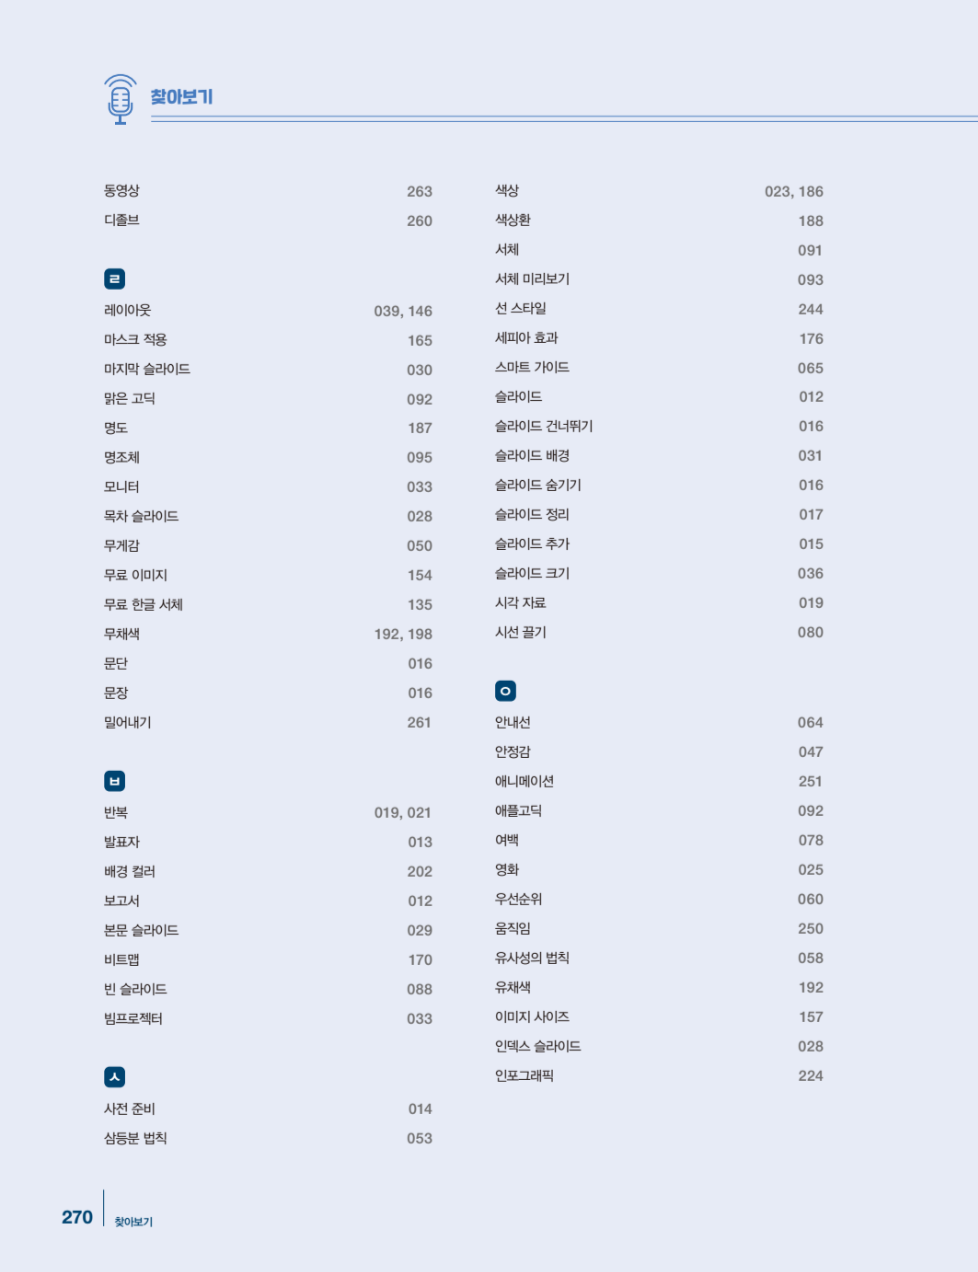 찾아보기
동영상 263
디졸브 260
ㄹ
레이아웃 039, 146
마스크 적용 165
마지막 슬라이드 030
맑은 고딕 092
명도 187
명조체 095
모니터 033
목차 슬라이드 028
무게감 050
무료 이미지 154
무료 한글 서체 135
무채색 192, 198
문단 016
문장 016
밀어내기 261
ㅂ
반복 019, 021
발표자 013
배경 컬러 202
보고서 012
본문 슬라이드 029
비트맵 170
빈 슬라이드 088
빔프로젝터 033
ㅅ
사전 준비 014
삼등분 법칙 053
색상 023, 186
색상환 188
서체 091
서체 미리보기 093
선 스타일 244
세피아 효과 176
스마트 가이드 065
슬라이드 012
슬라이드 건너뛰기 016
슬라이드 배경 031
슬라이드 숨기기 016
슬라이드 정리 017
슬라이드 추가 015
슬라이드 크기 036
시각 자료 019
시선 끌기 080
ㅇ
안내선 064
안정감 047
애니메이션 251
애플고딕 092
여백 078
영화 025
우선순위 060
움직임 250
유사성의 법칙 058
유채색 192
이미지 사이즈 157
인덱스 슬라이드 028
인포그래픽 224
270 찾아보기